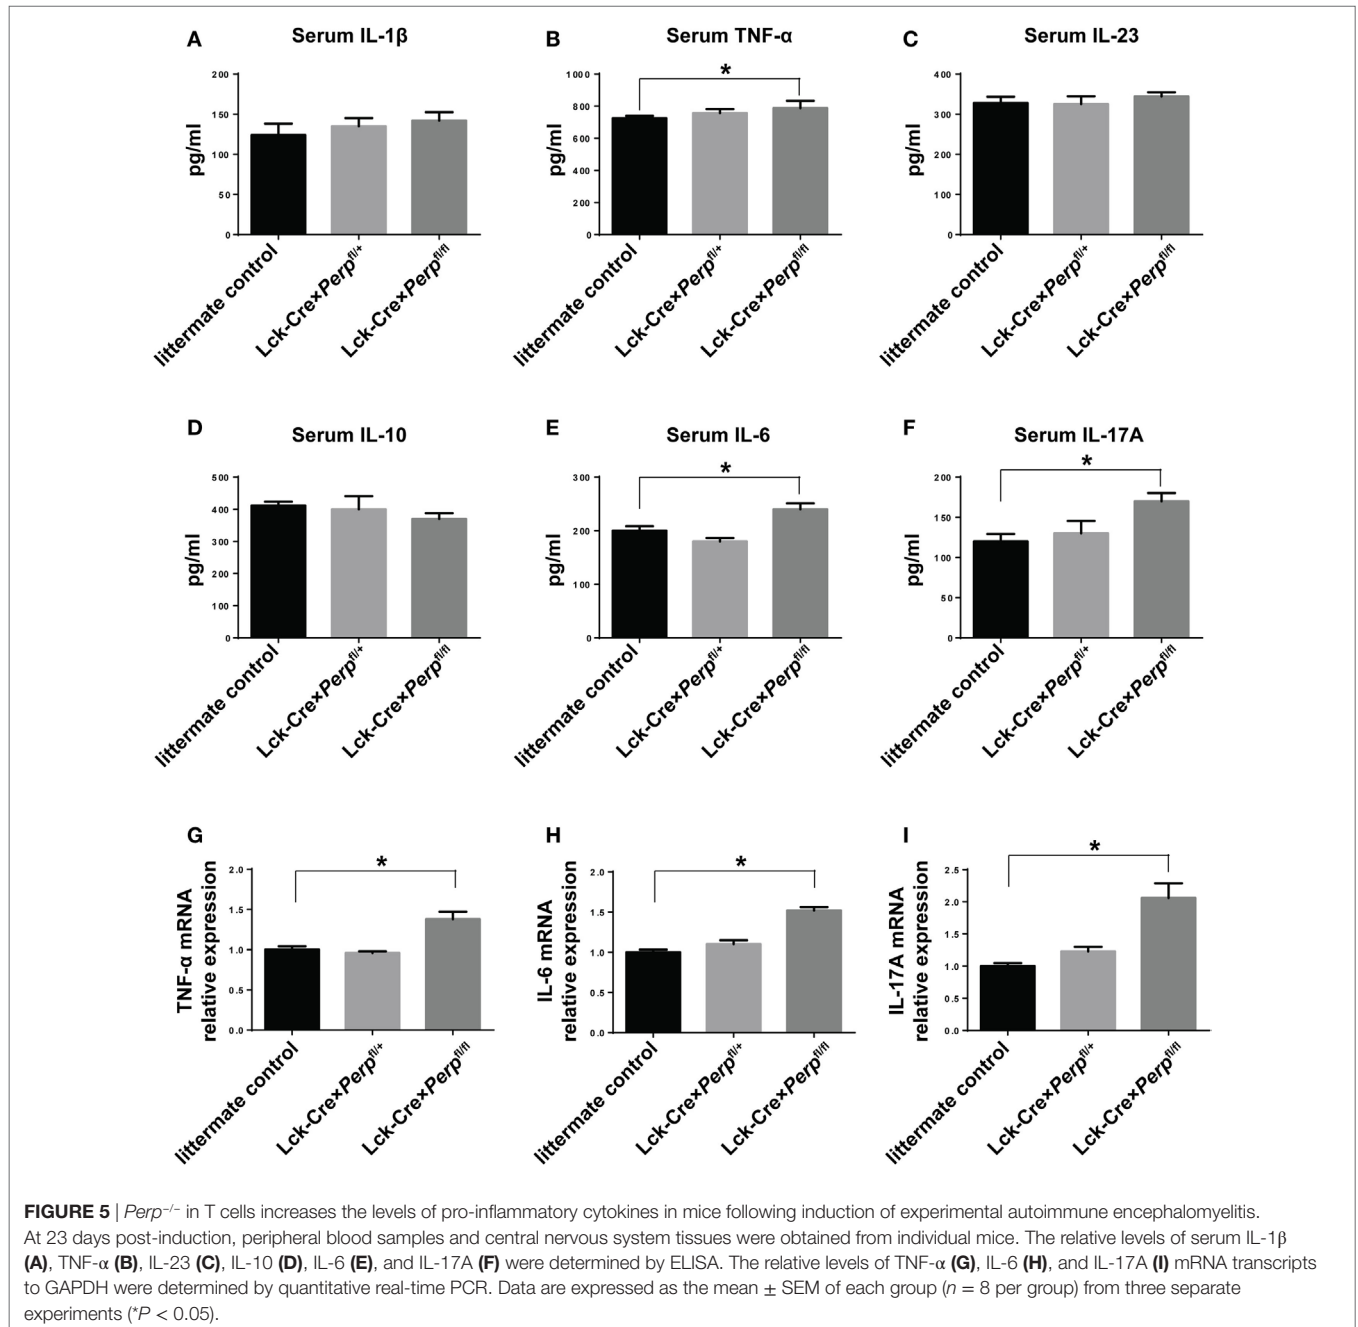 A
Serum IL-1β
pg/ml
200
150
100
50
0
littermate control
Lck-Cre×Perpfl/+
Lck-Cre×Perpfl/fl
B
Serum TNF-α
*
pg/ml
1000
800
600
400
200
0
littermate control
Lck-Cre×Perpfl/+
Lck-Cre×Perpfl/fl
C
Serum IL-23
pg/ml
400
300
200
100
0
littermate control
Lck-Cre×Perpfl/+
Lck-Cre×Perpfl/fl
D
Serum IL-10
pg/ml
500
400
300
200
100
0
littermate control
Lck-Cre×Perpfl/+
Lck-Cre×Perpfl/fl
E
Serum IL-6
*
pg/ml
300
200
100
0
littermate control
Lck-Cre×Perpfl/+
Lck-Cre×Perpfl/fl
F
Serum IL-17A
*
pg/ml
200
150
100
50
0
littermate control
Lck-Cre×Perpfl/+
Lck-Cre×Perpfl/fl
G
*
TNF-α mRNA
relative expression
2.0
1.5
1.0
0.5
0.0
littermate control
Lck-Cre×Perpfl/+
Lck-Cre×Perpfl/fl
H
*
IL-6 mRNA
relative expression
2.0
1.5
1.0
0.5
0.0
littermate control
Lck-Cre×Perpfl/+
Lck-Cre×Perpfl/fl
I
*
IL-17A mRNA
relative expression
2.5
2.0
1.5
1.0
0.5
0.0
littermate control
Lck-Cre×Perpfl/+
Lck-Cre×Perpfl/fl
FIGURE 5 | Perp−/− in T cells increases the levels of pro-inflammatory cytokines in mice following induction of experimental autoimmune encephalomyelitis.
At 23 days post-induction, peripheral blood samples and central nervous system tissues were obtained from individual mice. The relative levels of serum IL-1β
(A), TNF-α (B), IL-23 (C), IL-10 (D), IL-6 (E), and IL-17A (F) were determined by ELISA. The relative levels of TNF-α (G), IL-6 (H), and IL-17A (I) mRNA transcripts
to GAPDH were determined by quantitative real-time PCR. Data are expressed as the mean ± SEM of each group (n = 8 per group) from three separate
experiments (*P < 0.05).